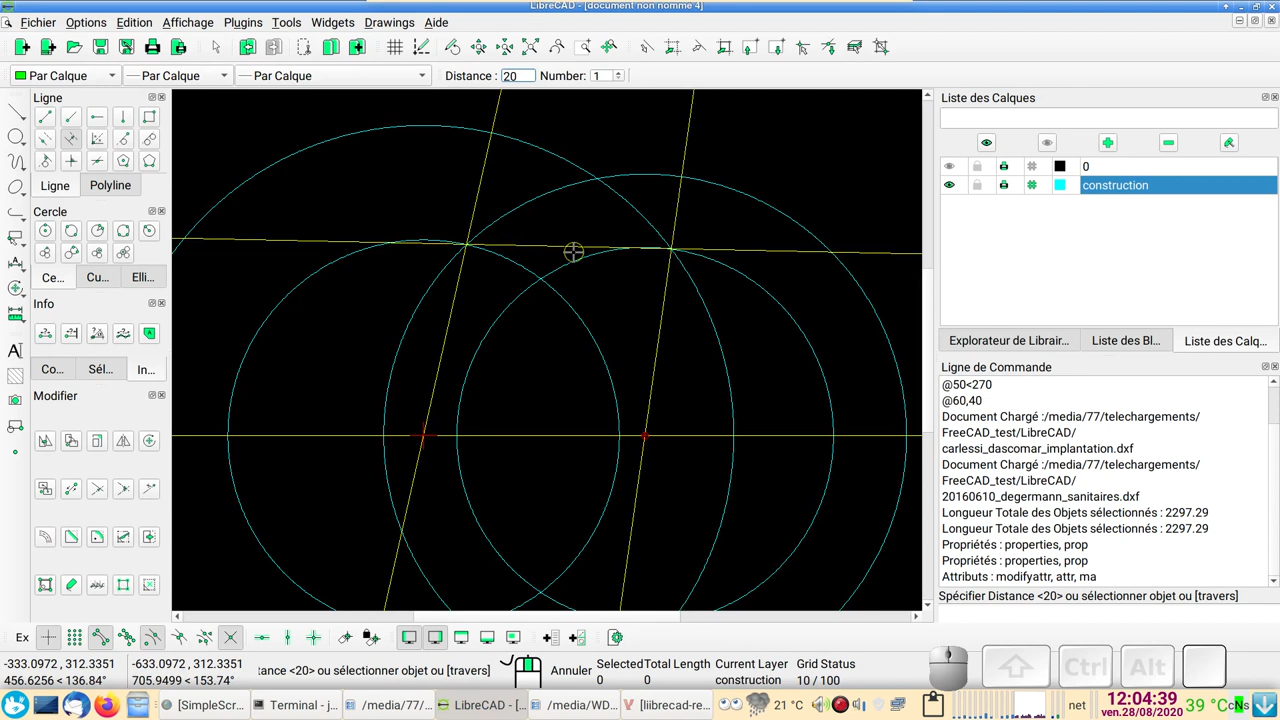 LibreCAD - [document non nomme 4]
Fichier Options Edition Affichage Plugins Tools Widgets Drawings Aide
Par Calque Par Calque Par Calque Distance : 20 Number: 1
Ligne
Ligne Polyline
Cercle
Ce... Cu... Elli...
Info
Co... Sél... In...
Modifier
Liste des Calques
0
construction
Explorateur de Librair... Liste des Bl... Liste des Calq...
Ligne de Commande
@50<270
@60,40
Document Chargé :/media/77/telechargements/
FreeCAD_test/LibreCAD/
carlessi_dascomar_implantation.dxf
Document Chargé :/media/77/telechargements/
FreeCAD_test/LibreCAD/
20160610_degermann_sanitaires.dxf
Longueur Totale des Objets sélectionnés : 2297.29
Longueur Totale des Objets sélectionnés : 2297.29
Propriétés : properties, prop
Propriétés : properties, prop
Attributs : modifyattr, attr, ma
Spécifier Distance <20> ou sélectionner objet ou [travers]
Ex
-333.0972 , 312.3351 -633.0972 , 312.3351 tance <20> ou sélectionner objet ou [travers] Annuler Selected Total Length Current Layer Grid Status
456.6256 < 136.84° 705.9499 < 153.74° 0 0 construction 10 / 100
Ctrl Alt
[SimpleScr Terminal - j... /media/77/... LibreCAD - [... /media/WD... [liibrecad-re... 21 °C 12:04:39 ven.28/08/2020 net 39 °C